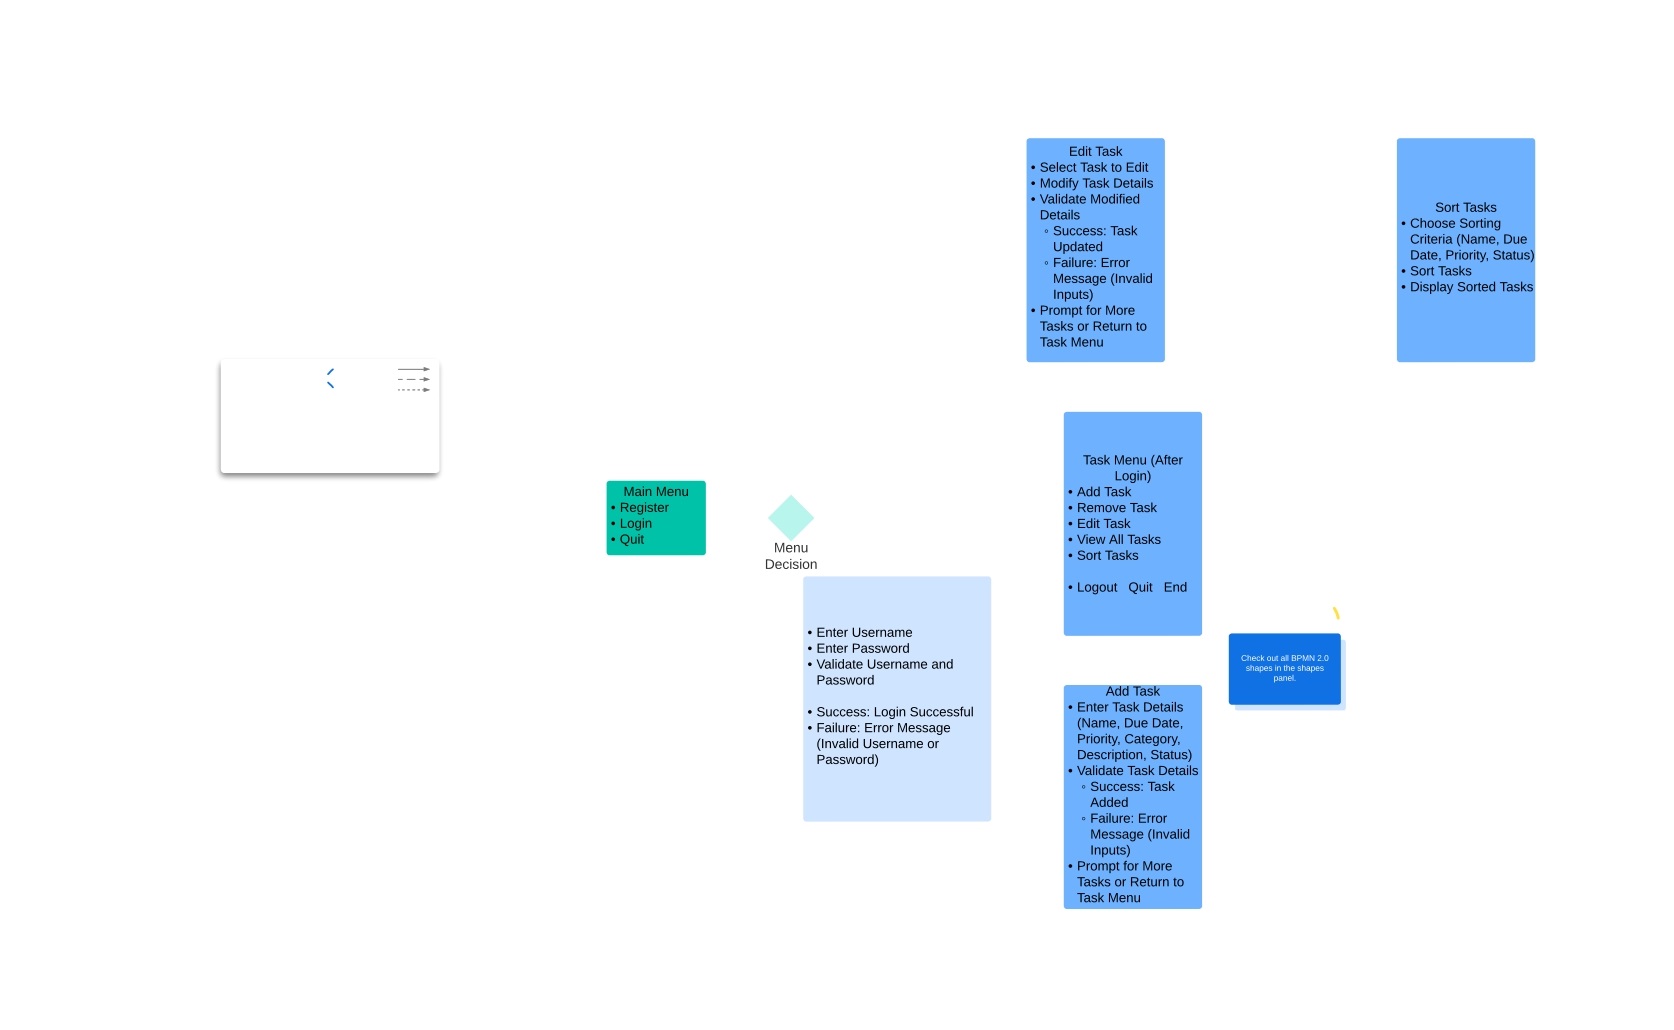 Edit Task
• Select Task to Edit
• Modify Task Details
• Validate Modified
Details
◦ Success: Task
Updated
◦ Failure: Error
Message (Invalid
Inputs)
• Prompt for More
Tasks or Return to
Task Menu
Sort Tasks
• Choose Sorting
Criteria (Name, Due
Date, Priority, Status)
• Sort Tasks
• Display Sorted Tasks
Main Menu
• Register
• Login
• Quit
Menu
Decision
• Enter Username
• Enter Password
• Validate Username and
Password
• Success: Login Successful
• Failure: Error Message
(Invalid Username or
Password)
Task Menu (After
Login)
• Add Task
• Remove Task
• Edit Task
• View All Tasks
• Sort Tasks
• Logout Quit End
Check out all BPMN 2.0
shapes in the shapes
panel.
Add Task
• Enter Task Details
(Name, Due Date,
Priority, Category,
Description, Status)
• Validate Task Details
◦ Success: Task
Added
◦ Failure: Error
Message (Invalid
Inputs)
• Prompt for More
Tasks or Return to
Task Menu